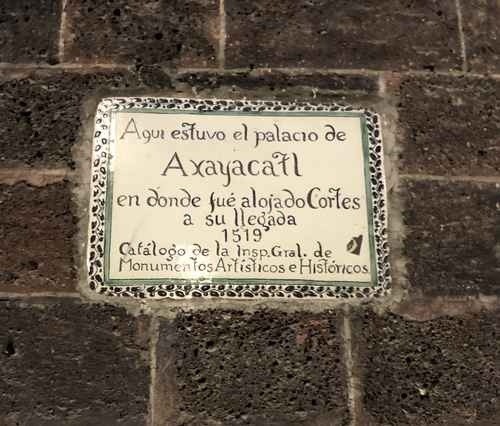 Aqui estuvo el palacio de
Axayacatl
en donde fué alojado Cortes
a su llegada
1519
Catálogo de la Insp. Gral. de
Monumentos Artisticos e Históricos.